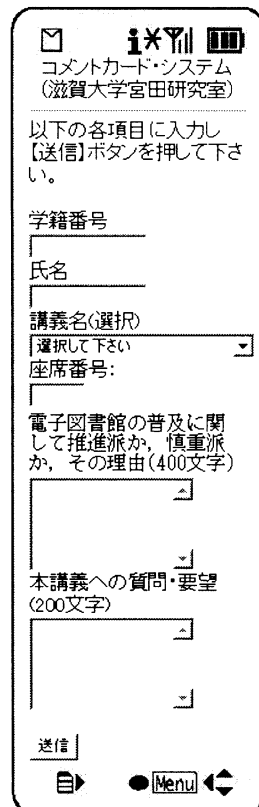 コメントカード・システム
(滋賀大学宮田研究室)
以下の各項目に入力し
【送信】ボタンを押して下さ
い。
学籍番号
氏名
講義名(選択)
選択して下さい
座席番号:
電子図書館の普及に関
して推進派か，慎重派
か，その理由(400文字)
本講義への質問・要望
(200文字)
送信
Menu